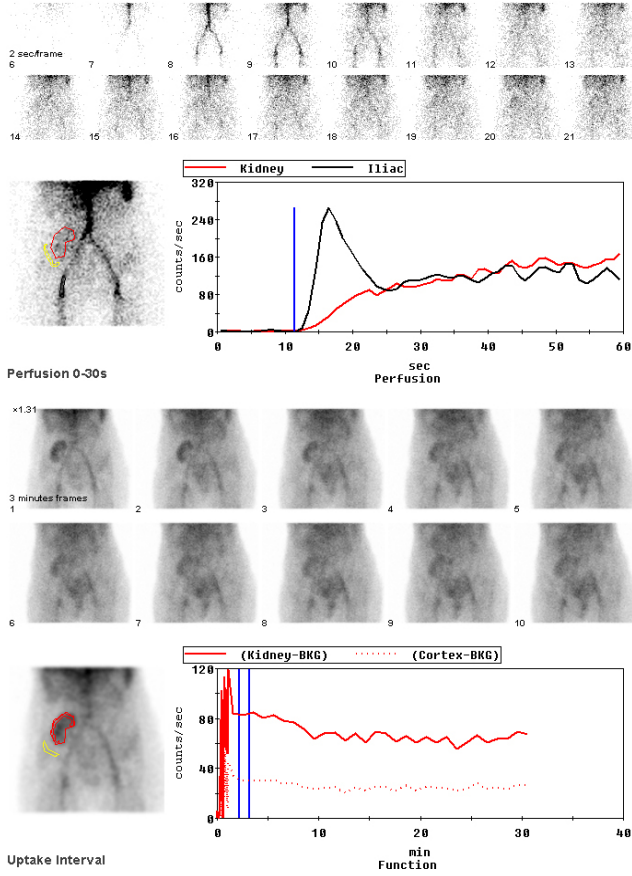 2 sec/frame
6 7 8 9 10 11 12 13
14 15 16 17 18 19 20 21
Kidney Iliac
320
240
160
80
0
counts/sec
0 10 20 30 40 50 60
sec
Perfusion
Perfusion 0-30s
×1.31
3 minutes frames
1 2 3 4 5
6 7 8 9 10
(Kidney-BKG) (Cortex-BKG)
120
80
40
0
counts/sec
0 10 20 30 40
min
Function
Uptake Interval